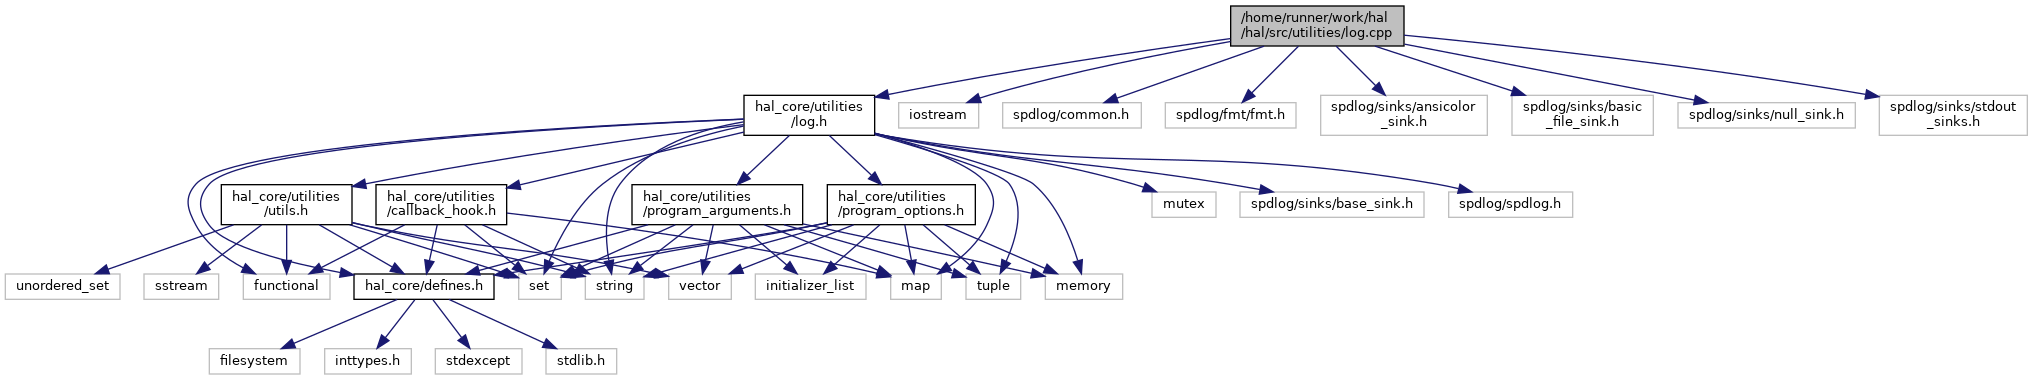 /home/runner/work/hal
/hal/src/utilities/log.cpp
hal_core/utilities
/log.h
iostream
spdlog/common.h
spdlog/fmt/fmt.h
spdlog/sinks/ansicolor
_sink.h
spdlog/sinks/basic
_file_sink.h
spdlog/sinks/null_sink.h
spdlog/sinks/stdout
_sinks.h
hal_core/utilities
/utils.h
hal_core/utilities
/callback_hook.h
hal_core/utilities
/program_arguments.h
hal_core/utilities
/program_options.h
mutex
spdlog/sinks/base_sink.h
spdlog/spdlog.h
unordered_set
sstream
functional
hal_core/defines.h
set
string
vector
initializer_list
map
tuple
memory
filesystem
inttypes.h
stdexcept
stdlib.h